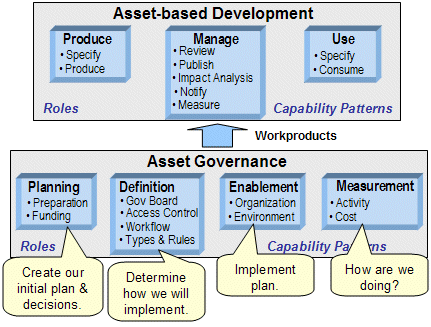 Asset-based Development
Produce
•Specify
•Produce
Manage
•Review
•Publish
•Impact Analysis
•Notify
•Measure
Use
•Specify
•Consume
Roles
Capability Patterns
Workproducts
Asset Governance
Planning
•Preparation
•Funding
Definition
•Gov Board
•Access Control
•Workflow
•Types & Rules
Enablement
•Organization
•Environment
Measurement
•Activity
•Cost
Roles
Capability Patterns
Create our
initial plan &
decisions.
Determine
how we will
implement.
Implement
plan.
How are we
doing?